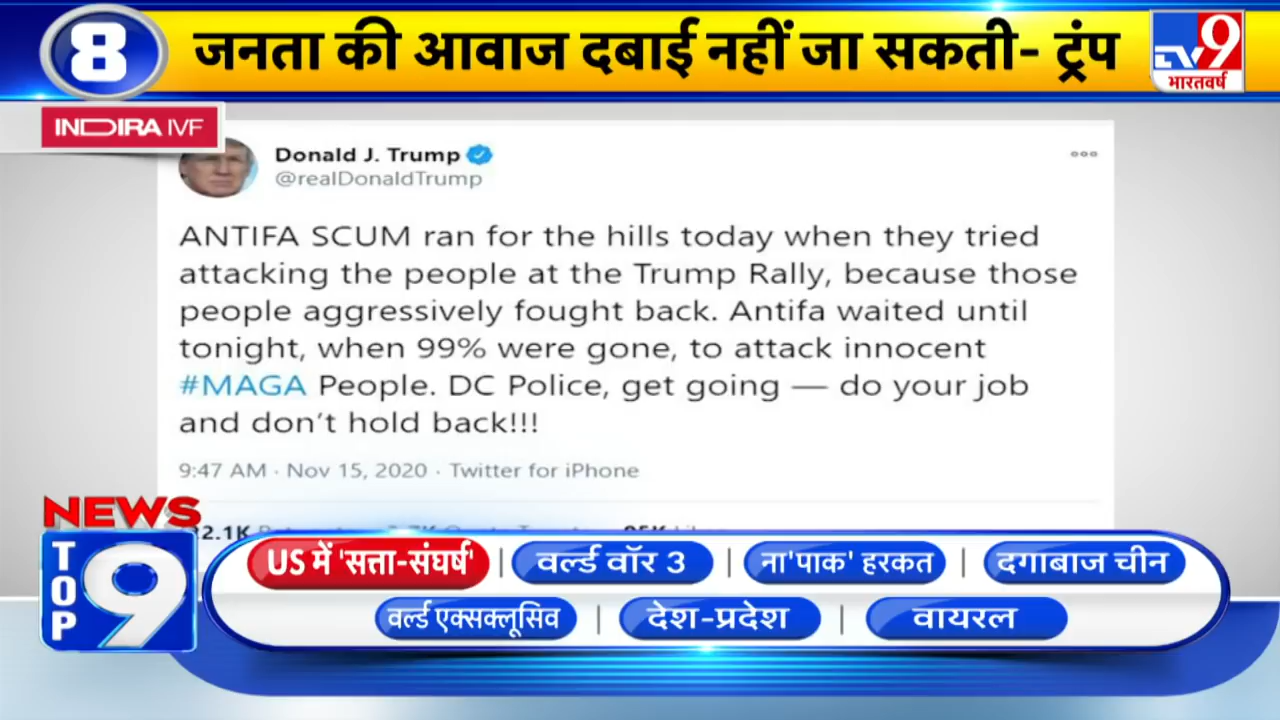 8
जनता की आवाज दबाई नहीं जा सकती- ट्रंप
TV9
भारतवर्ष
INDIRA IVF
Donald J. Trump
@realDonaldTrump
ANTIFA SCUM ran for the hills today when they tried
attacking the people at the Trump Rally, because those
people aggressively fought back. Antifa waited until
tonight, when 99% were gone, to attack innocent
#MAGA People. DC Police, get going — do your job
and don't hold back!!!
9:47 AM · Nov 15, 2020 · Twitter for iPhone
NEWS
TOP
9
US में 'सत्ता-संघर्ष' | वर्ल्ड वॉर 3 | ना'पाक' हरकत | दगाबाज चीन
वर्ल्ड एक्सक्लूसिव | देश-प्रदेश | वायरल